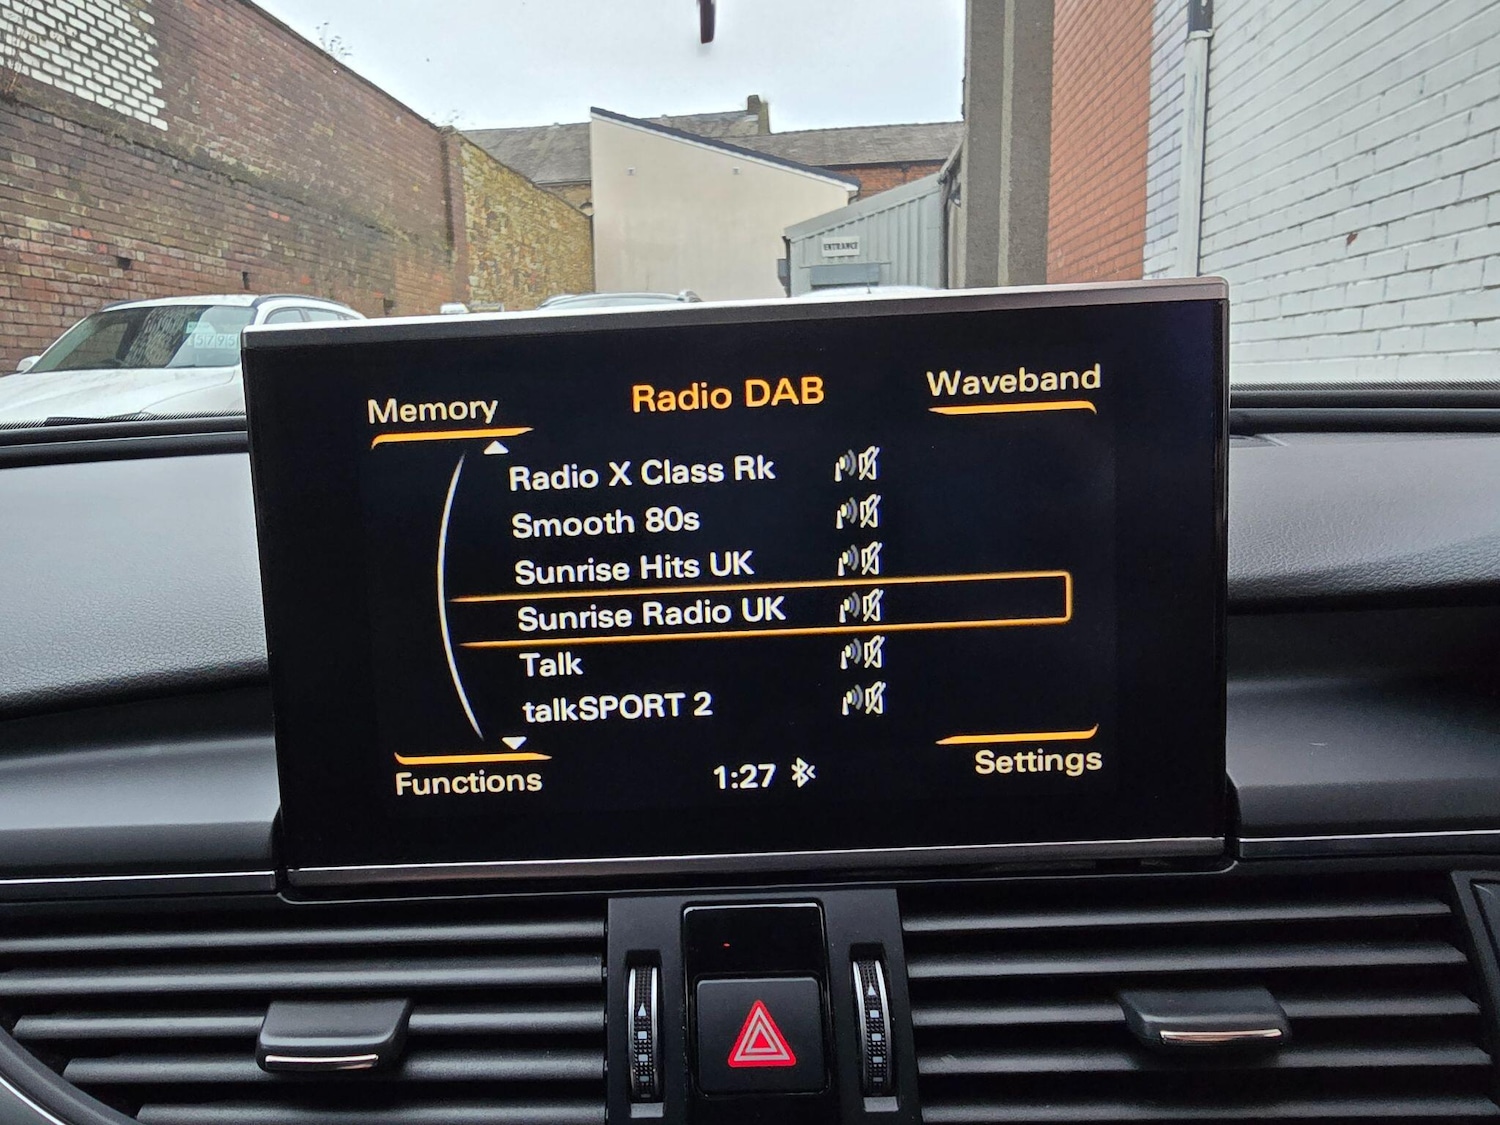 ENTRANCE
Memory
Radio DAB
Waveband
Radio X Class Rk
Smooth 80s
Sunrise Hits UK
Sunrise Radio UK
Talk
talkSPORT 2
Functions
1:27
Settings